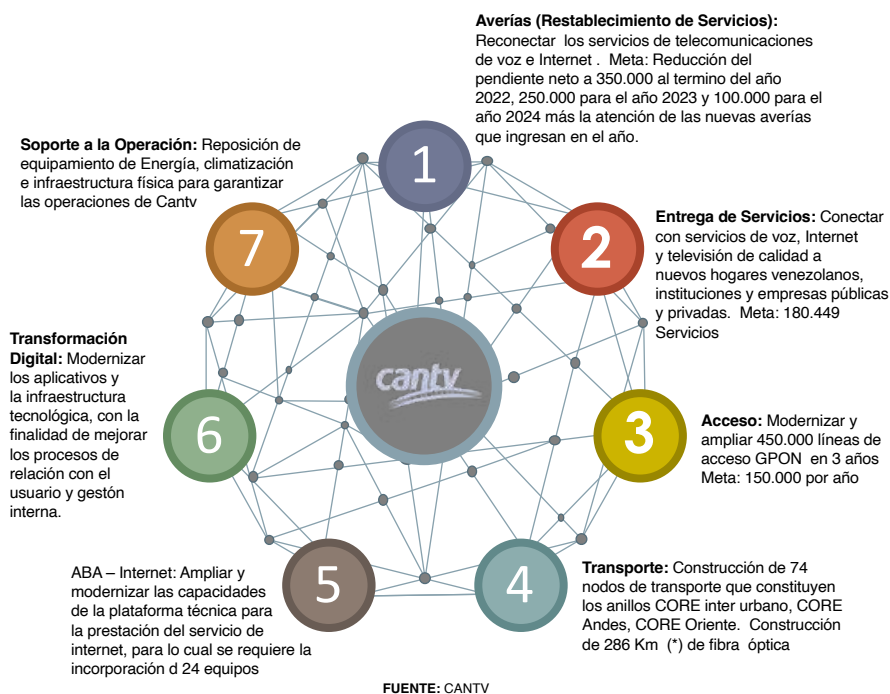 Averías (Restablecimiento de Servicios):
Reconectar los servicios de telecomunicaciones
de voz e Internet . Meta: Reducción del
pendiente neto a 350.000 al termino del año
2022, 250.000 para el año 2023 y 100.000 para el
año 2024 más la atención de las nuevas averías
que ingresan en el año.
1
Entrega de Servicios: Conectar
con servicios de voz, Internet
y televisión de calidad a
nuevos hogares venezolanos,
instituciones y empresas públicas
y privadas. Meta: 180.449
Servicios
2
Acceso: Modernizar y
ampliar 450.000 líneas de
acceso GPON en 3 años
Meta: 150.000 por año
3
Transporte: Construcción de 74
nodos de transporte que constituyen
los anillos CORE inter urbano, CORE
Andes, CORE Oriente. Construcción
de 286 Km (*) de fibra óptica
4
ABA – Internet: Ampliar y
modernizar las capacidades
de la plataforma técnica para
la prestación del servicio de
internet, para lo cual se requiere la
incorporación d 24 equipos
5
Transformación
Digital: Modernizar
los aplicativos y
la infraestructura
tecnológica, con la
finalidad de mejorar
los procesos de
relación con el
usuario y gestón
interna.
6
Soporte a la Operación: Reposición de
equipamiento de Energía, climatización
e infraestructura física para garantizar
las operaciones de Cantv
7
cantv
FUENTE: CANTV